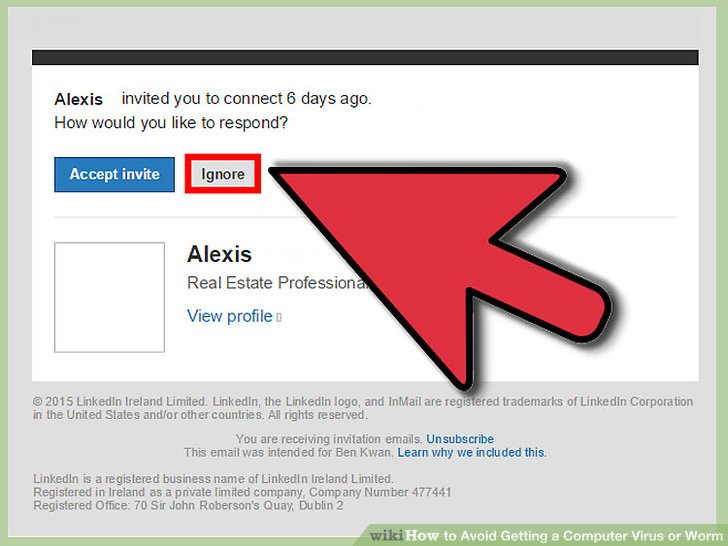 Alexis invited you to connect 6 days ago.
How would you like to respond?
Accept invite Ignore
Alexis
Real Estate Professional
View profile
© 2015 LinkedIn Ireland Limited. LinkedIn, the LinkedIn logo, and InMail are registered trademarks of LinkedIn Corporation
in the United States and/or other countries. All rights reserved.
You are receiving invitation emails. Unsubscribe
This email was intended for Ben Kwan. Learn why we included this.
LinkedIn is a registered business name of LinkedIn Ireland Limited.
Registered in Ireland as a private limited company, Company Number 477441
Registered Office: 70 Sir John Roberson's Quay, Dublin 2
wikiHow to Avoid Getting a Computer Virus or Worm